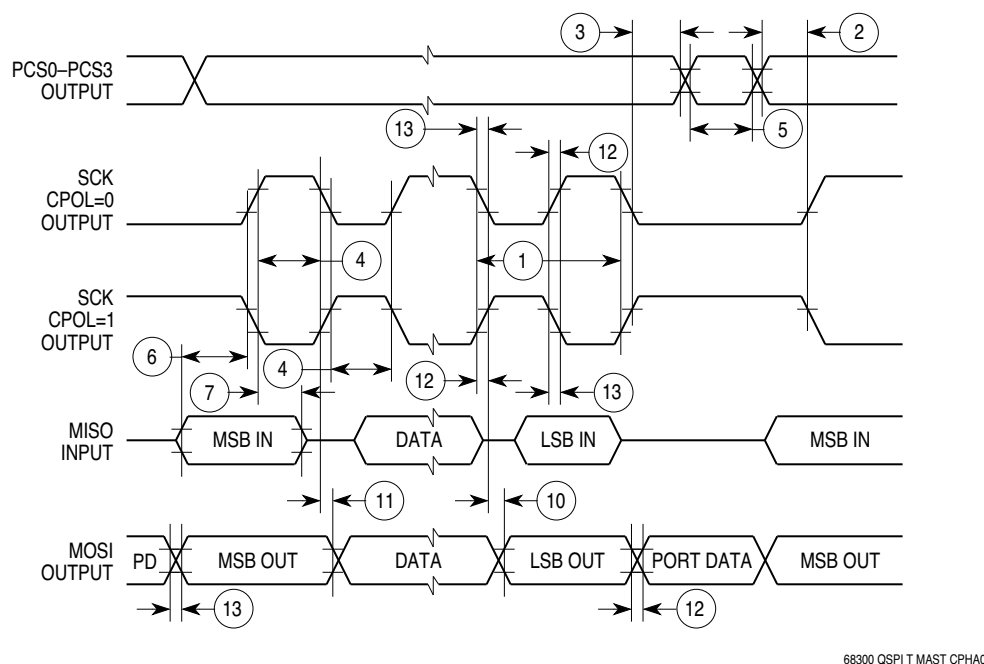 3
2
PCS0–PCS3
OUTPUT
5
13
12
SCK
CPOL=0
OUTPUT
4
1
SCK
CPOL=1
OUTPUT
6
4
12
13
7
MISO
INPUT
MSB IN
DATA
LSB IN
MSB IN
11
10
MOSI
OUTPUT
PD
MSB OUT
DATA
LSB OUT
PORT DATA
MSB OUT
13
12
68300 QSPI T MAST CPHA0